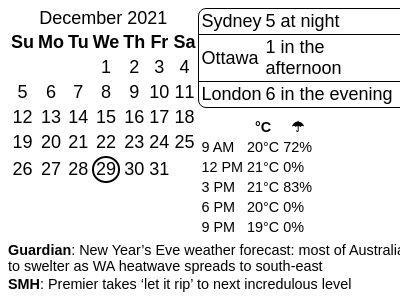 December 2021
Su Mo Tu We Th Fr Sa
1 2 3 4
5 6 7 8 9 10 11
12 13 14 15 16 17 18
19 20 21 22 23 24 25
26 27 28 29 30 31
Sydney 5 at night
Ottawa 1 in the
afternoon
London 6 in the evening
°C ☂
9 AM 20°C 72%
12 PM 21°C 0%
3 PM 21°C 83%
6 PM 20°C 0%
9 PM 19°C 0%
Guardian: New Year’s Eve weather forecast: most of Australia
to swelter as WA heatwave spreads to south-east
SMH: Premier takes ‘let it rip’ to next incredulous level